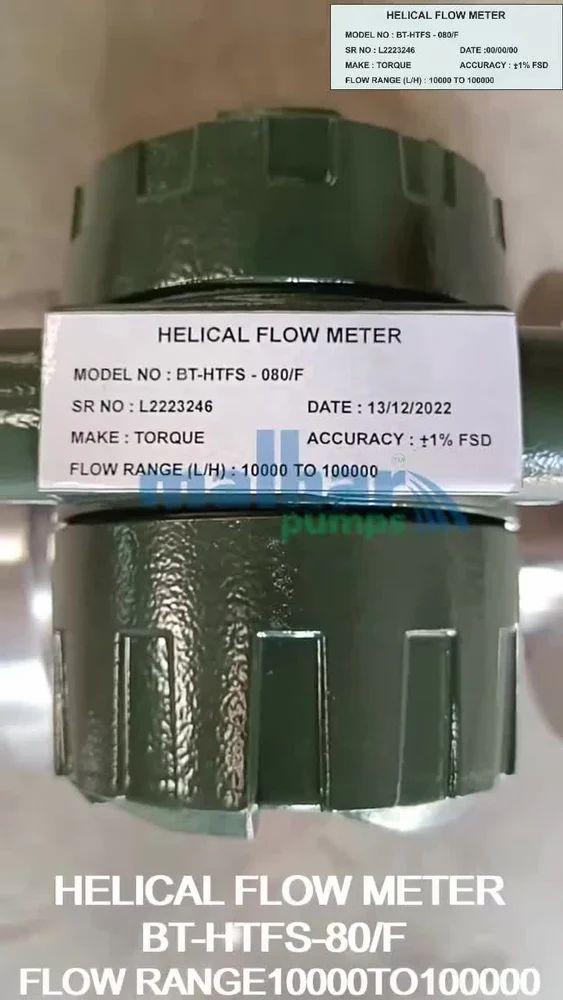 HELICAL FLOW METER
MODEL NO : BT-HTFS - 080/F
SR NO : L2223246 DATE :00/00/00
MAKE : TORQUE ACCURACY : ±1% FSD
FLOW RANGE (L/H) : 10000 TO 100000
HELICAL FLOW METER
MODEL NO : BT-HTFS - 080/F
SR NO : L2223246 DATE : 13/12/2022
MAKE : TORQUE ACCURACY : ±1% FSD
FLOW RANGE (L/H) : 10000 TO 100000
malhar TM
pumps
HELICAL FLOW METER
BT-HTFS-80/F
FLOW RANGE10000TO100000